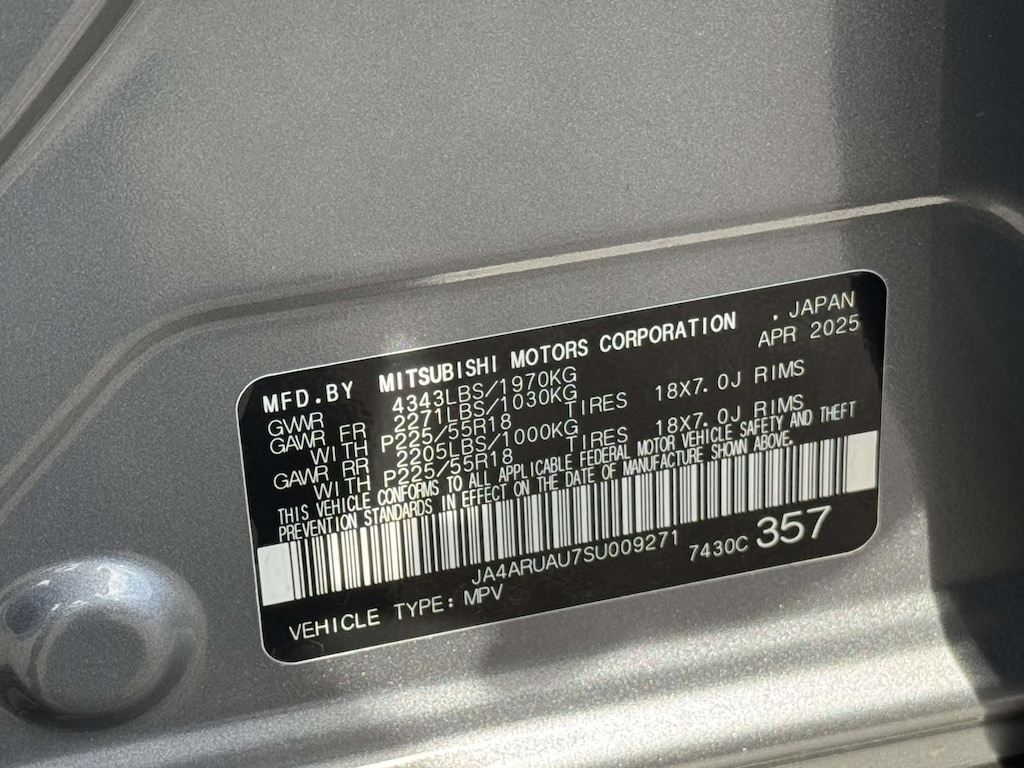 MFD.BY MITSUBISHI MOTORS CORPORATION . JAPAN
GVWR 4343LBS/1970KG APR 2025
GAWR FR 2271LBS/1030KG
WITH P225/55R18 TIRES 18X7.0J RIMS
GAWR RR 2205LBS/1000KG
WITH P225/55R18 TIRES 18X7.0J RIMS
THIS VEHICLE CONFORMS TO ALL APPLICABLE FEDERAL MOTOR VEHICLE SAFETY AND THEFT
PREVENTION STANDARDS IN EFFECT ON THE DATE OF MANUFACTURE SHOWN ABOVE.
JA4ARUAU7SU009271 7430C 357
VEHICLE TYPE: MPV